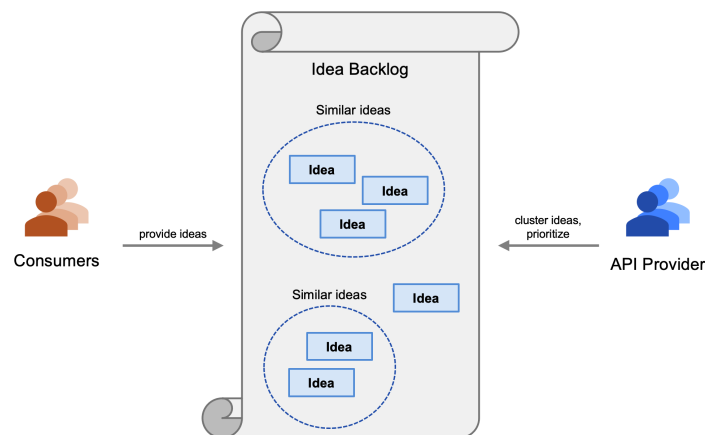 Idea Backlog
Similar ideas
Idea
Idea
Idea
provide ideas
Consumers
cluster ideas,
prioritize
API Provider
Idea
Similar ideas
Idea
Idea